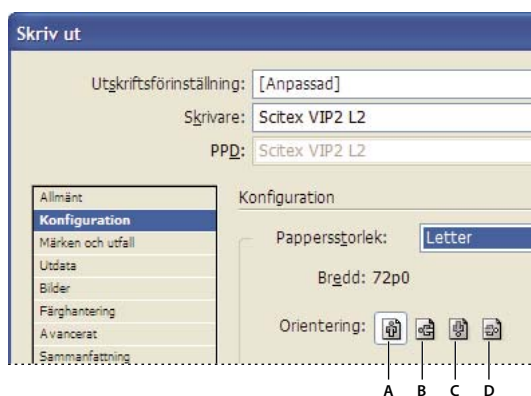 Skriv ut
Utskriftsförinställning: [Anpassad]
Skrivare: Scitex VIP2 L2
PPD: Scitex VIP2 L2
Allmänt
Konfiguration
Märken och utfall
Utdata
Bilder
Färghantering
Avancerat
Sammanfattning
Konfiguration
Pappersstorlek: Letter
Bredd: 72p0
Orientering:
A B C D